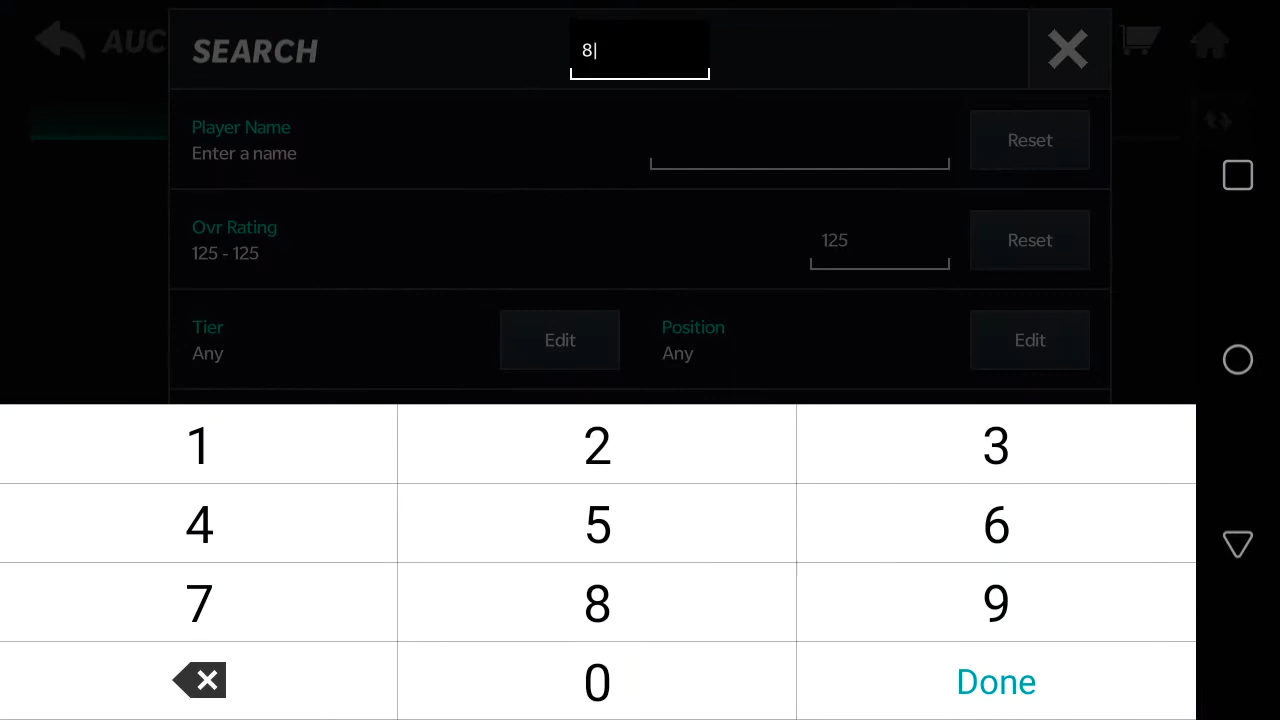 AUC
SEARCH
8
Player Name
Enter a name
Reset
Ovr Rating
125 - 125
125
Reset
Tier
Any
Edit
Position
Any
Edit
1
2
3
4
5
6
7
8
9
0
Done